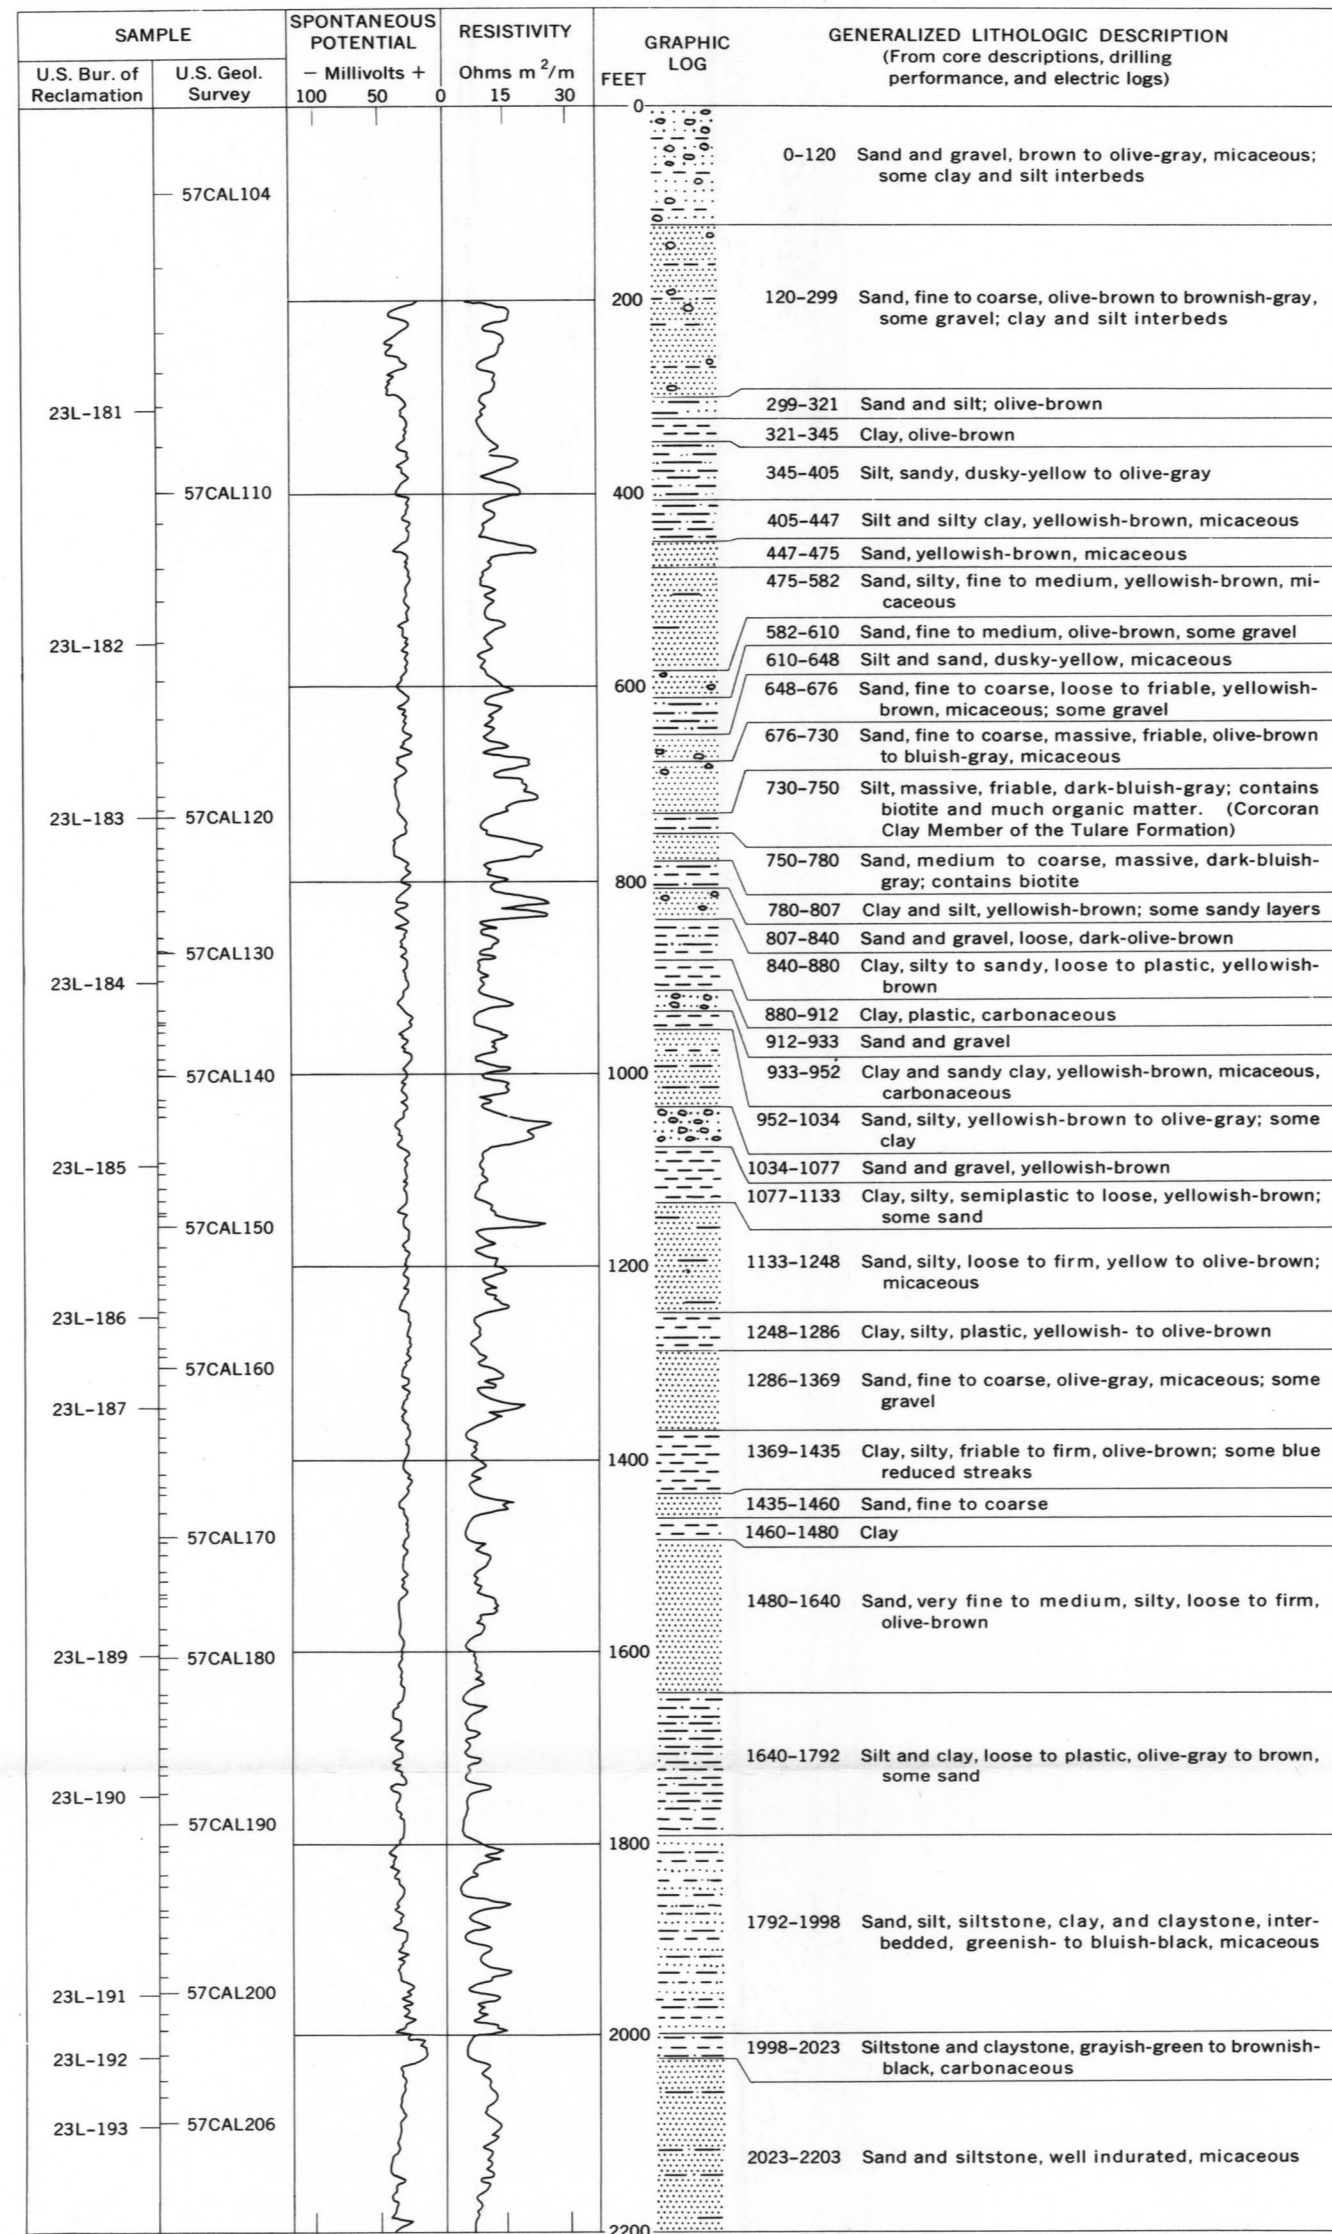 SAMPLE
U.S. Bur. of
Reclamation
U.S. Geol.
Survey
SPONTANEOUS
POTENTIAL
− Millivolts +
100 50 0
RESISTIVITY
Ohms m²/m
15 30
FEET
GRAPHIC
LOG
GENERALIZED LITHOLOGIC DESCRIPTION
(From core descriptions, drilling
performance, and electric logs)
57CAL104
23L-181
57CAL110
23L-182
23L-183
57CAL120
57CAL130
23L-184
57CAL140
23L-185
57CAL150
23L-186
57CAL160
23L-187
57CAL170
23L-189
57CAL180
23L-190
57CAL190
23L-191
57CAL200
23L-192
23L-193
57CAL206
0
200
400
600
800
1000
1200
1400
1600
1800
2000
2200
0-120 Sand and gravel, brown to olive-gray, micaceous;
some clay and silt interbeds
120-299 Sand, fine to coarse, olive-brown to brownish-gray,
some gravel; clay and silt interbeds
299-321 Sand and silt; olive-brown
321-345 Clay, olive-brown
345-405 Silt, sandy, dusky-yellow to olive-gray
405-447 Silt and silty clay, yellowish-brown, micaceous
447-475 Sand, yellowish-brown, micaceous
475-582 Sand, silty, fine to medium, yellowish-brown, mi-
caceous
582-610 Sand, fine to medium, olive-brown, some gravel
610-648 Silt and sand, dusky-yellow, micaceous
648-676 Sand, fine to coarse, loose to friable, yellowish-
brown, micaceous; some gravel
676-730 Sand, fine to coarse, massive, friable, olive-brown
to bluish-gray, micaceous
730-750 Silt, massive, friable, dark-bluish-gray; contains
biotite and much organic matter. (Corcoran
Clay Member of the Tulare Formation)
750-780 Sand, medium to coarse, massive, dark-bluish-
gray; contains biotite
780-807 Clay and silt, yellowish-brown; some sandy layers
807-840 Sand and gravel, loose, dark-olive-brown
840-880 Clay, silty to sandy, loose to plastic, yellowish-
brown
880-912 Clay, plastic, carbonaceous
912-933 Sand and gravel
933-952 Clay and sandy clay, yellowish-brown, micaceous,
carbonaceous
952-1034 Sand, silty, yellowish-brown to olive-gray; some
clay
1034-1077 Sand and gravel, yellowish-brown
1077-1133 Clay, silty, semiplastic to loose, yellowish-brown;
some sand
1133-1248 Sand, silty, loose to firm, yellow to olive-brown;
micaceous
1248-1286 Clay, silty, plastic, yellowish- to olive-brown
1286-1369 Sand, fine to coarse, olive-gray, micaceous; some
gravel
1369-1435 Clay, silty, friable to firm, olive-brown; some blue
reduced streaks
1435-1460 Sand, fine to coarse
1460-1480 Clay
1480-1640 Sand, very fine to medium, silty, loose to firm,
olive-brown
1640-1792 Silt and clay, loose to plastic, olive-gray to brown,
some sand
1792-1998 Sand, silt, siltstone, clay, and claystone, inter-
bedded, greenish- to bluish-black, micaceous
1998-2023 Siltstone and claystone, grayish-green to brownish-
black, carbonaceous
2023-2203 Sand and siltstone, well indurated, micaceous